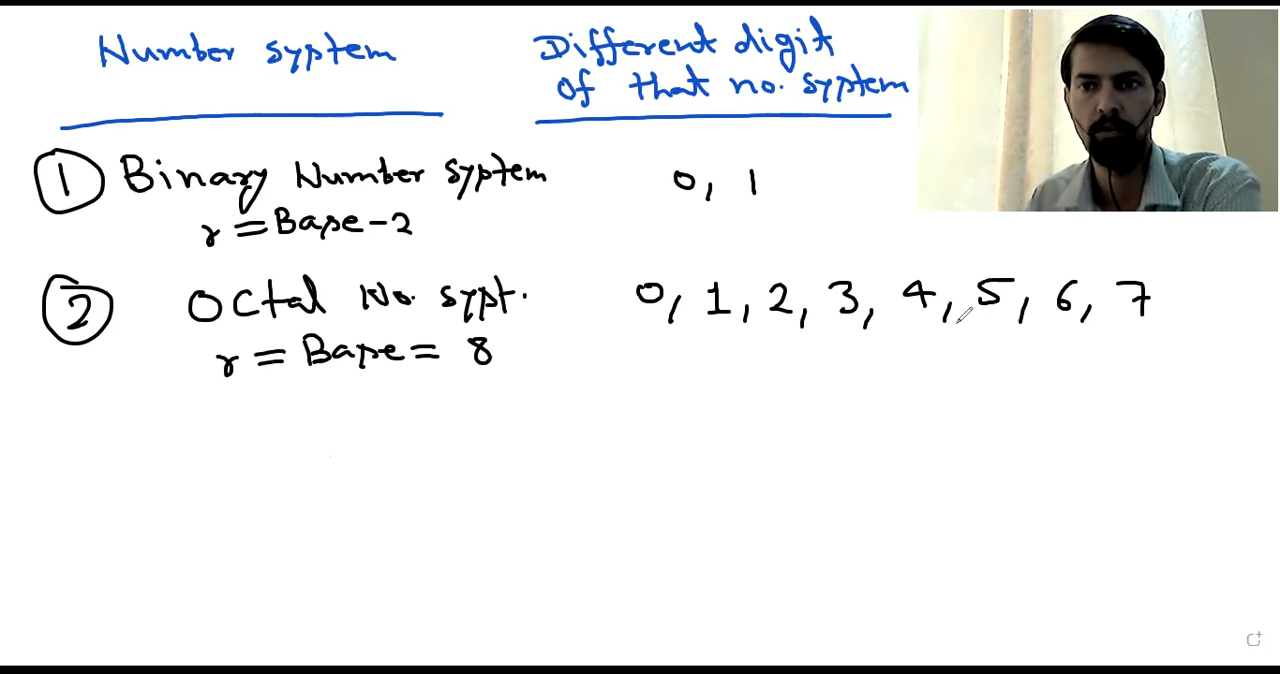 Number system
Different digit
of that no. system
1 Binary Number system 0, 1
r = Base - 2
2 Octal No. syst. 0, 1, 2, 3, 4, 5, 6, 7
r = Base = 8